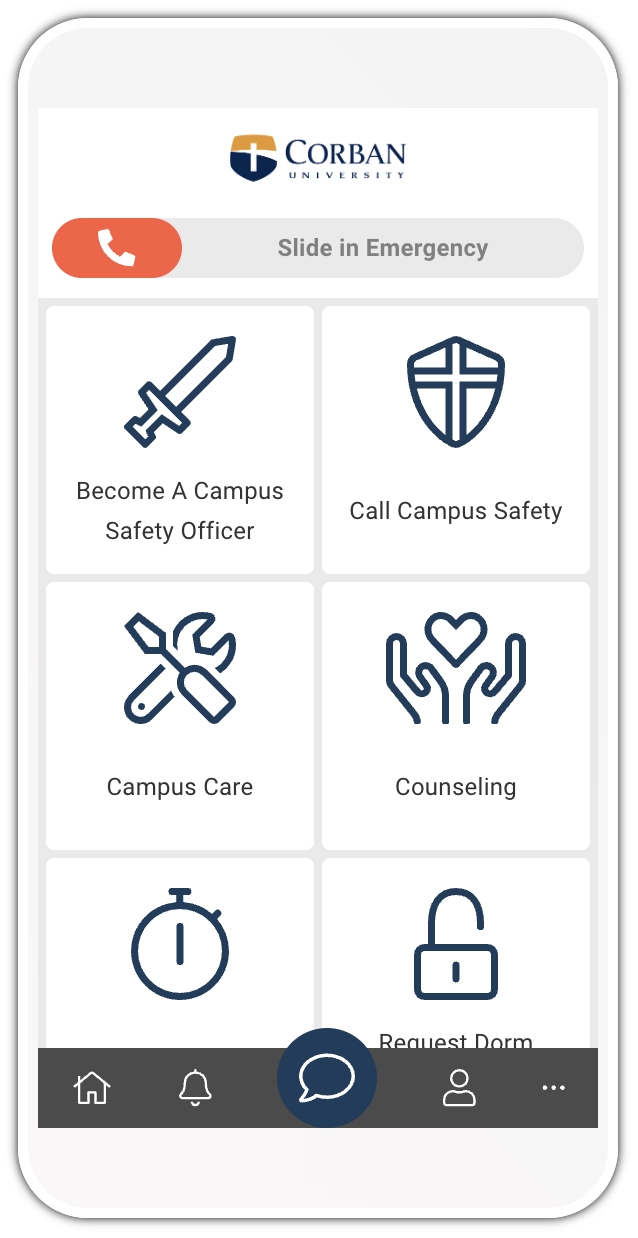 CORBAN
UNIVERSITY
Slide in Emergency
Become A Campus
Safety Officer
Call Campus Safety
Campus Care
Counseling
Request Dorm